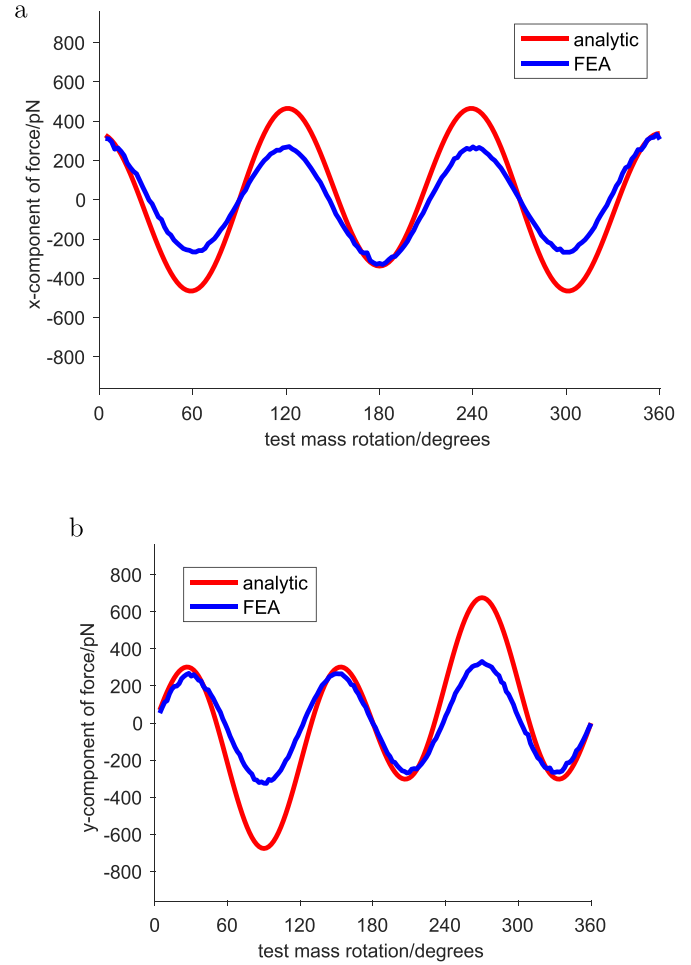 a
800
600
400
200
0
-200
-400
-600
-800
x-component of force/pN
analytic
FEA
0 60 120 180 240 300 360
test mass rotation/degrees
b
800
600
400
200
0
-200
-400
-600
-800
y-component of force/pN
analytic
FEA
0 60 120 180 240 300 360
test mass rotation/degrees